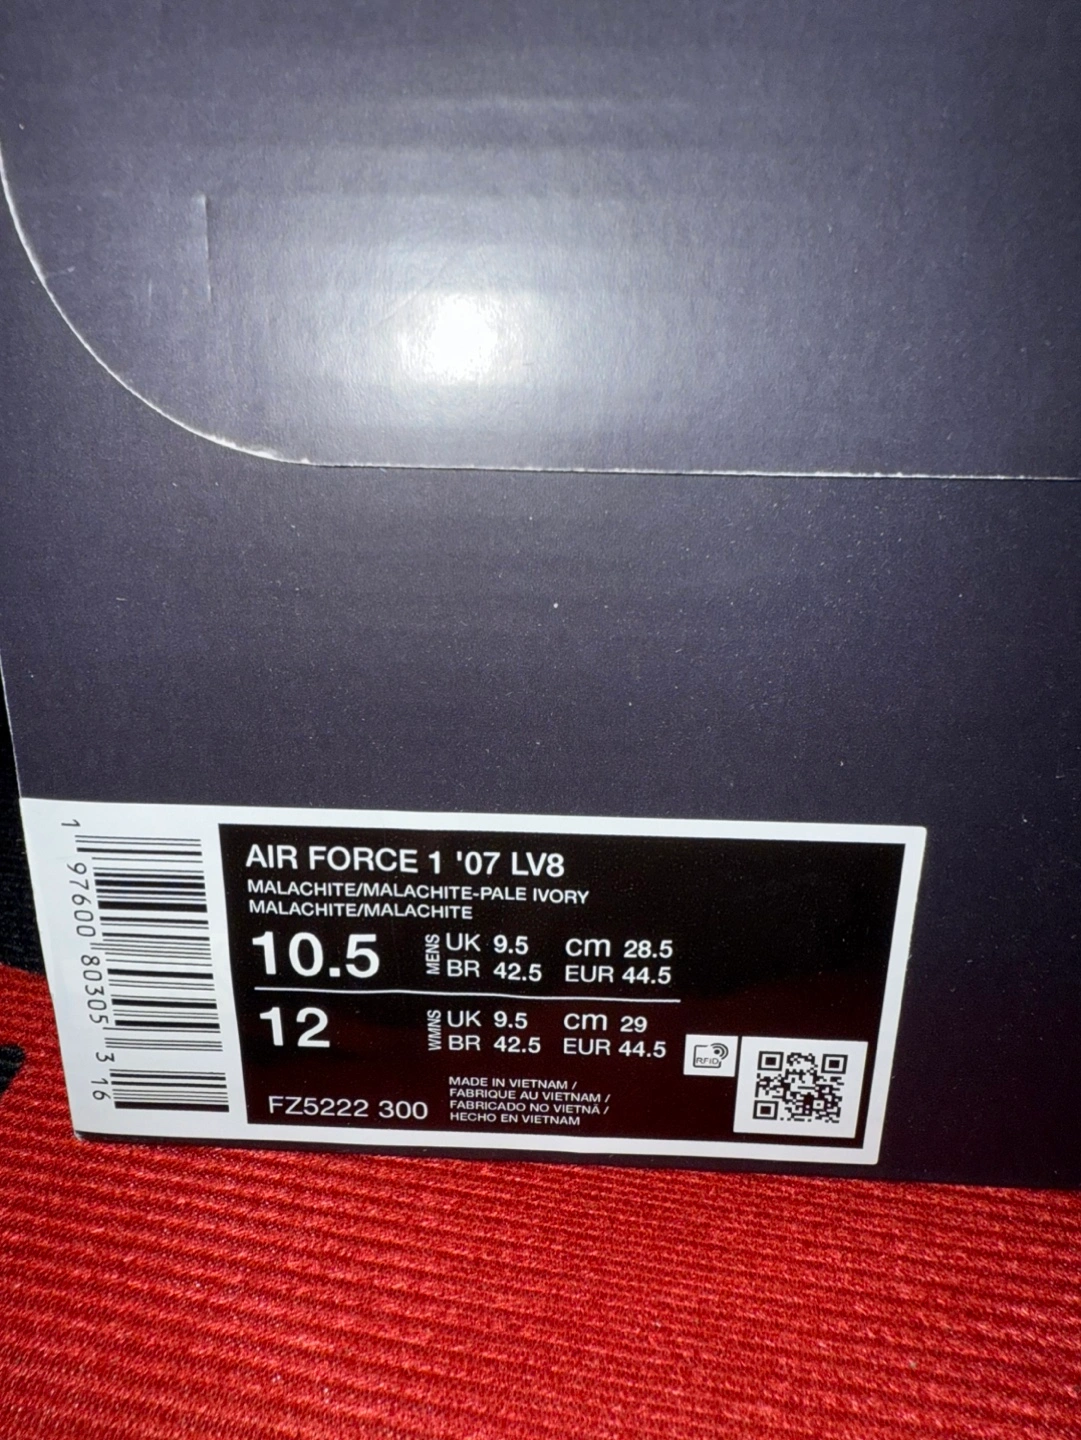 AIR FORCE 1 '07 LV8
MALACHITE/MALACHITE-PALE IVORY
MALACHITE/MALACHITE
10.5 MENS UK 9.5 cm 28.5
BR 42.5 EUR 44.5
12 WMNS UK 9.5 cm 29
BR 42.5 EUR 44.5
RFID
FZ5222 300
MADE IN VIETNAM /
FABRIQUE AU VIETNAM /
FABRICADO NO VIETNÃ /
HECHO EN VIETNAM
1 97600 80305 3 16